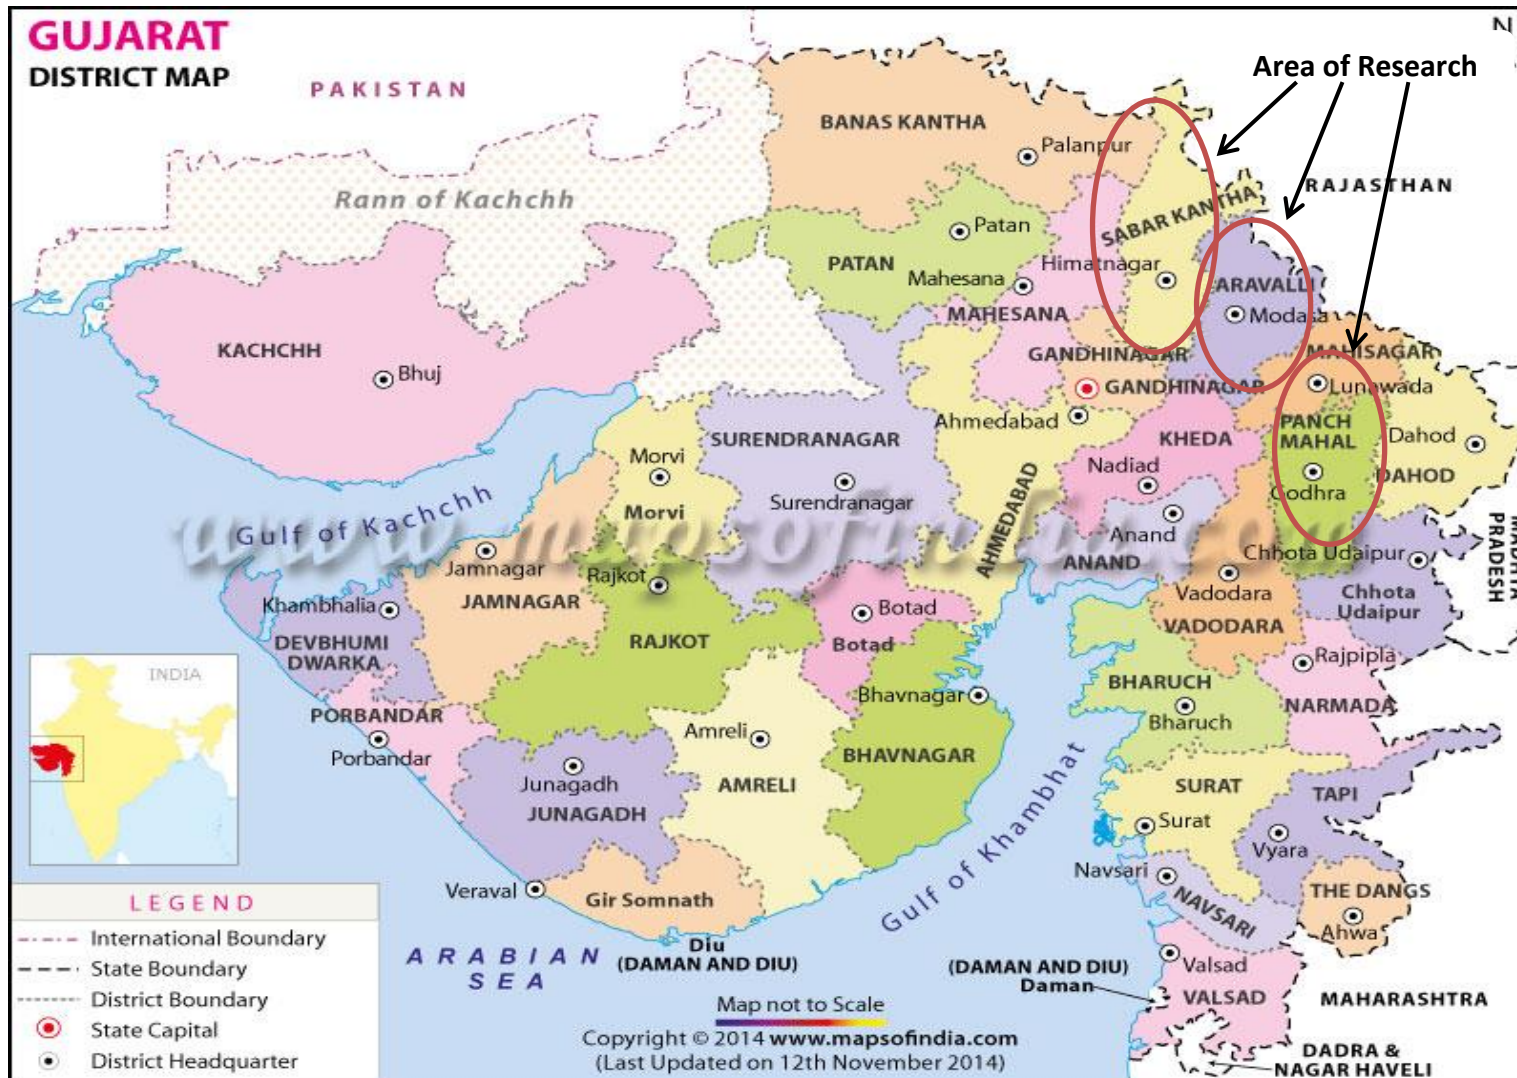 GUJARAT
DISTRICT MAP
N
Area of Research
PAKISTAN
BANAS KANTHA
Palanpur
RAJASTHAN
Rann of Kachchh
SABAR KANTHA
Patan
PATAN
Himatnagar
Mahesana
ARAVALLI
MAHESANA
Modasa
KACHCHH
GANDHINAGAR
MAHISAGAR
Bhuj
GANDHINAGAR
Lunawada
Ahmedabad
PANCH
MAHAL
SURENDRANAGAR
KHEDA
Dahod
Morvi
Nadiad
DAHOD
Godhra
Surendranagar
AHMEDABAD
Gulf of Kachchh
Morvi
Anand
www.mapsofindia.com
MADHYA
PRADESH
Chhota Udaipur
ANAND
Jamnagar
Rajkot
JAMNAGAR
Vadodara
Chhota
Udaipur
Khambhalia
Botad
DEVBHUMI
DWARKA
RAJKOT
Botad
VADODARA
Rajpipla
INDIA
BHARUCH
Bhavnagar
NARMADA
PORBANDAR
Bharuch
Porbandar
Amreli
BHAVNAGAR
Junagadh
AMRELI
SURAT
TAPI
JUNAGADH
Gulf of Khambhat
Surat
Vyara
Navsari
Veraval
Gir Somnath
NAVSARI
THE DANGS
Ahwa
LEGEND
International Boundary
State Boundary
District Boundary
State Capital
District Headquarter
ARABIAN
SEA
Diu
(DAMAN AND DIU)
(DAMAN AND DIU)
Daman
Valsad
VALSAD
MAHARASHTRA
Map not to Scale
Copyright © 2014 www.mapsofindia.com
(Last Updated on 12th November 2014)
DADRA &
NAGAR HAVELI